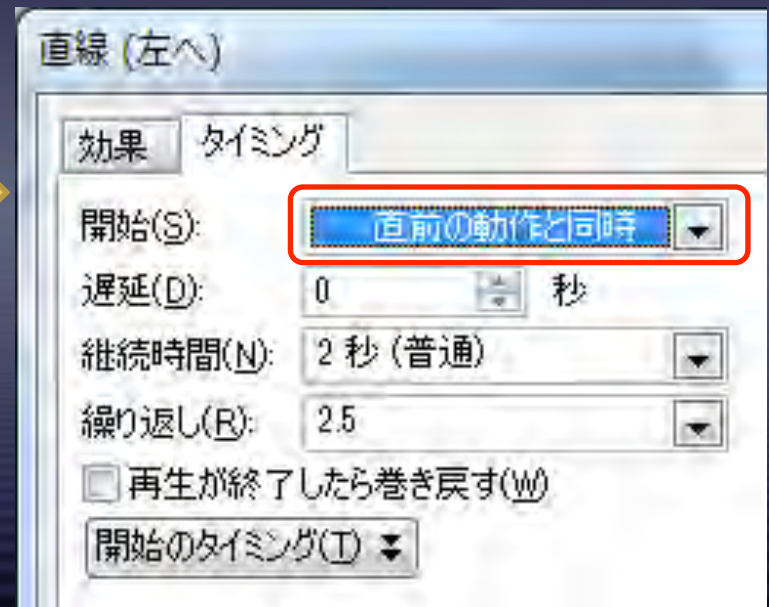 直線 (左へ)
効果 タイミング
開始(S): 直前の動作と同時
遅延(D): 0 秒
継続時間(N): 2 秒 (普通)
繰り返し(R): 2.5
再生が終了したら巻き戻す(W)
開始のタイミング(T)